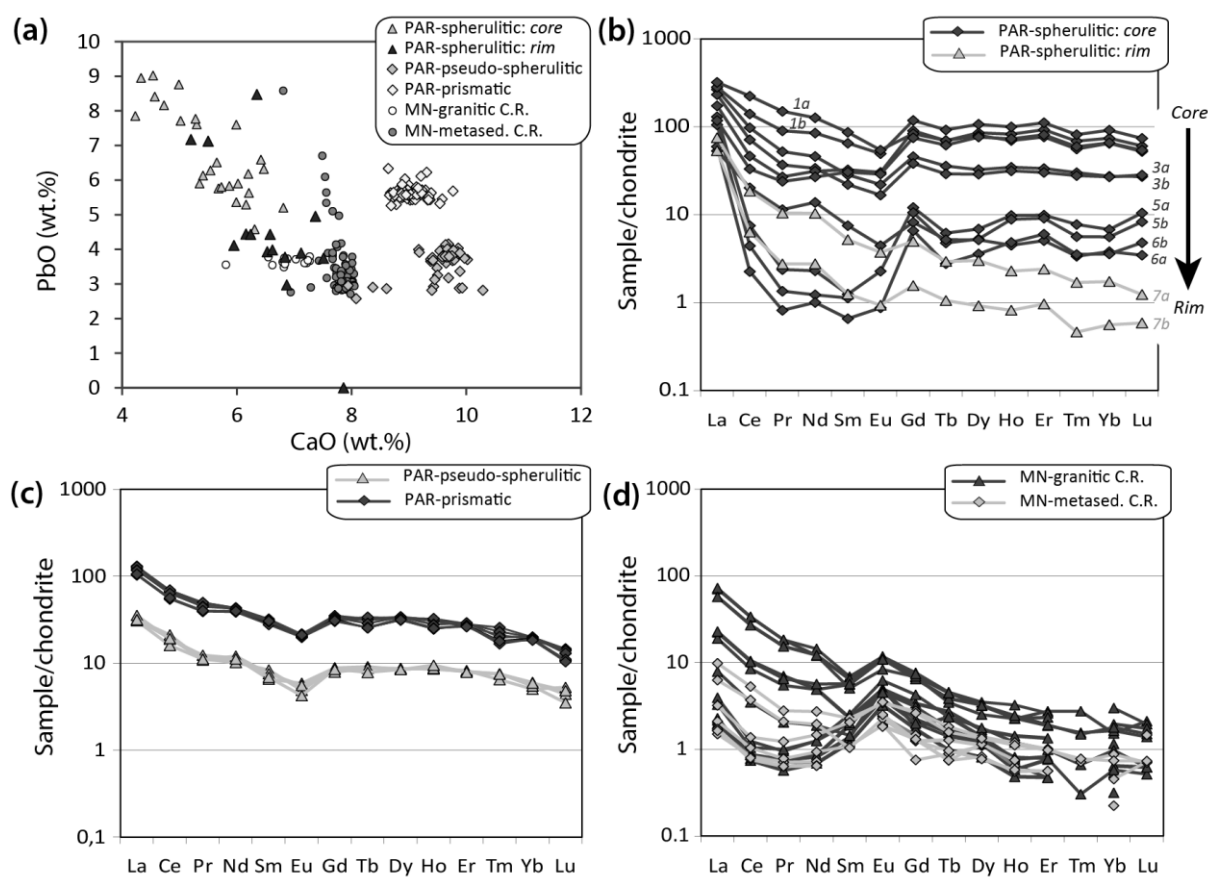 (a)
PAR-spherulitic: core
PAR-spherulitic: rim
PAR-pseudo-spherulitic
PAR-prismatic
MN-granitic C.R.
MN-metased. C.R.
PbO (wt.%)
10
9
8
7
6
5
4
3
2
1
0
4 6 8 10 12
CaO (wt.%)
(b)
PAR-spherulitic: core
PAR-spherulitic: rim
Sample/chondrite
1000
100
10
1
0.1
1a
1b
Core
3a
3b
5a
5b
6b
6a
7a
Rim
7b
La Ce Pr Nd Sm Eu Gd Tb Dy Ho Er Tm Yb Lu
(c)
PAR-pseudo-spherulitic
PAR-prismatic
Sample/chondrite
1000
100
10
1
0,1
La Ce Pr Nd Sm Eu Gd Tb Dy Ho Er Tm Yb Lu
(d)
MN-granitic C.R.
MN-metased. C.R.
Sample/chondrite
1000
100
10
1
0.1
La Ce Pr Nd Sm Eu Gd Tb Dy Ho Er Tm Yb Lu